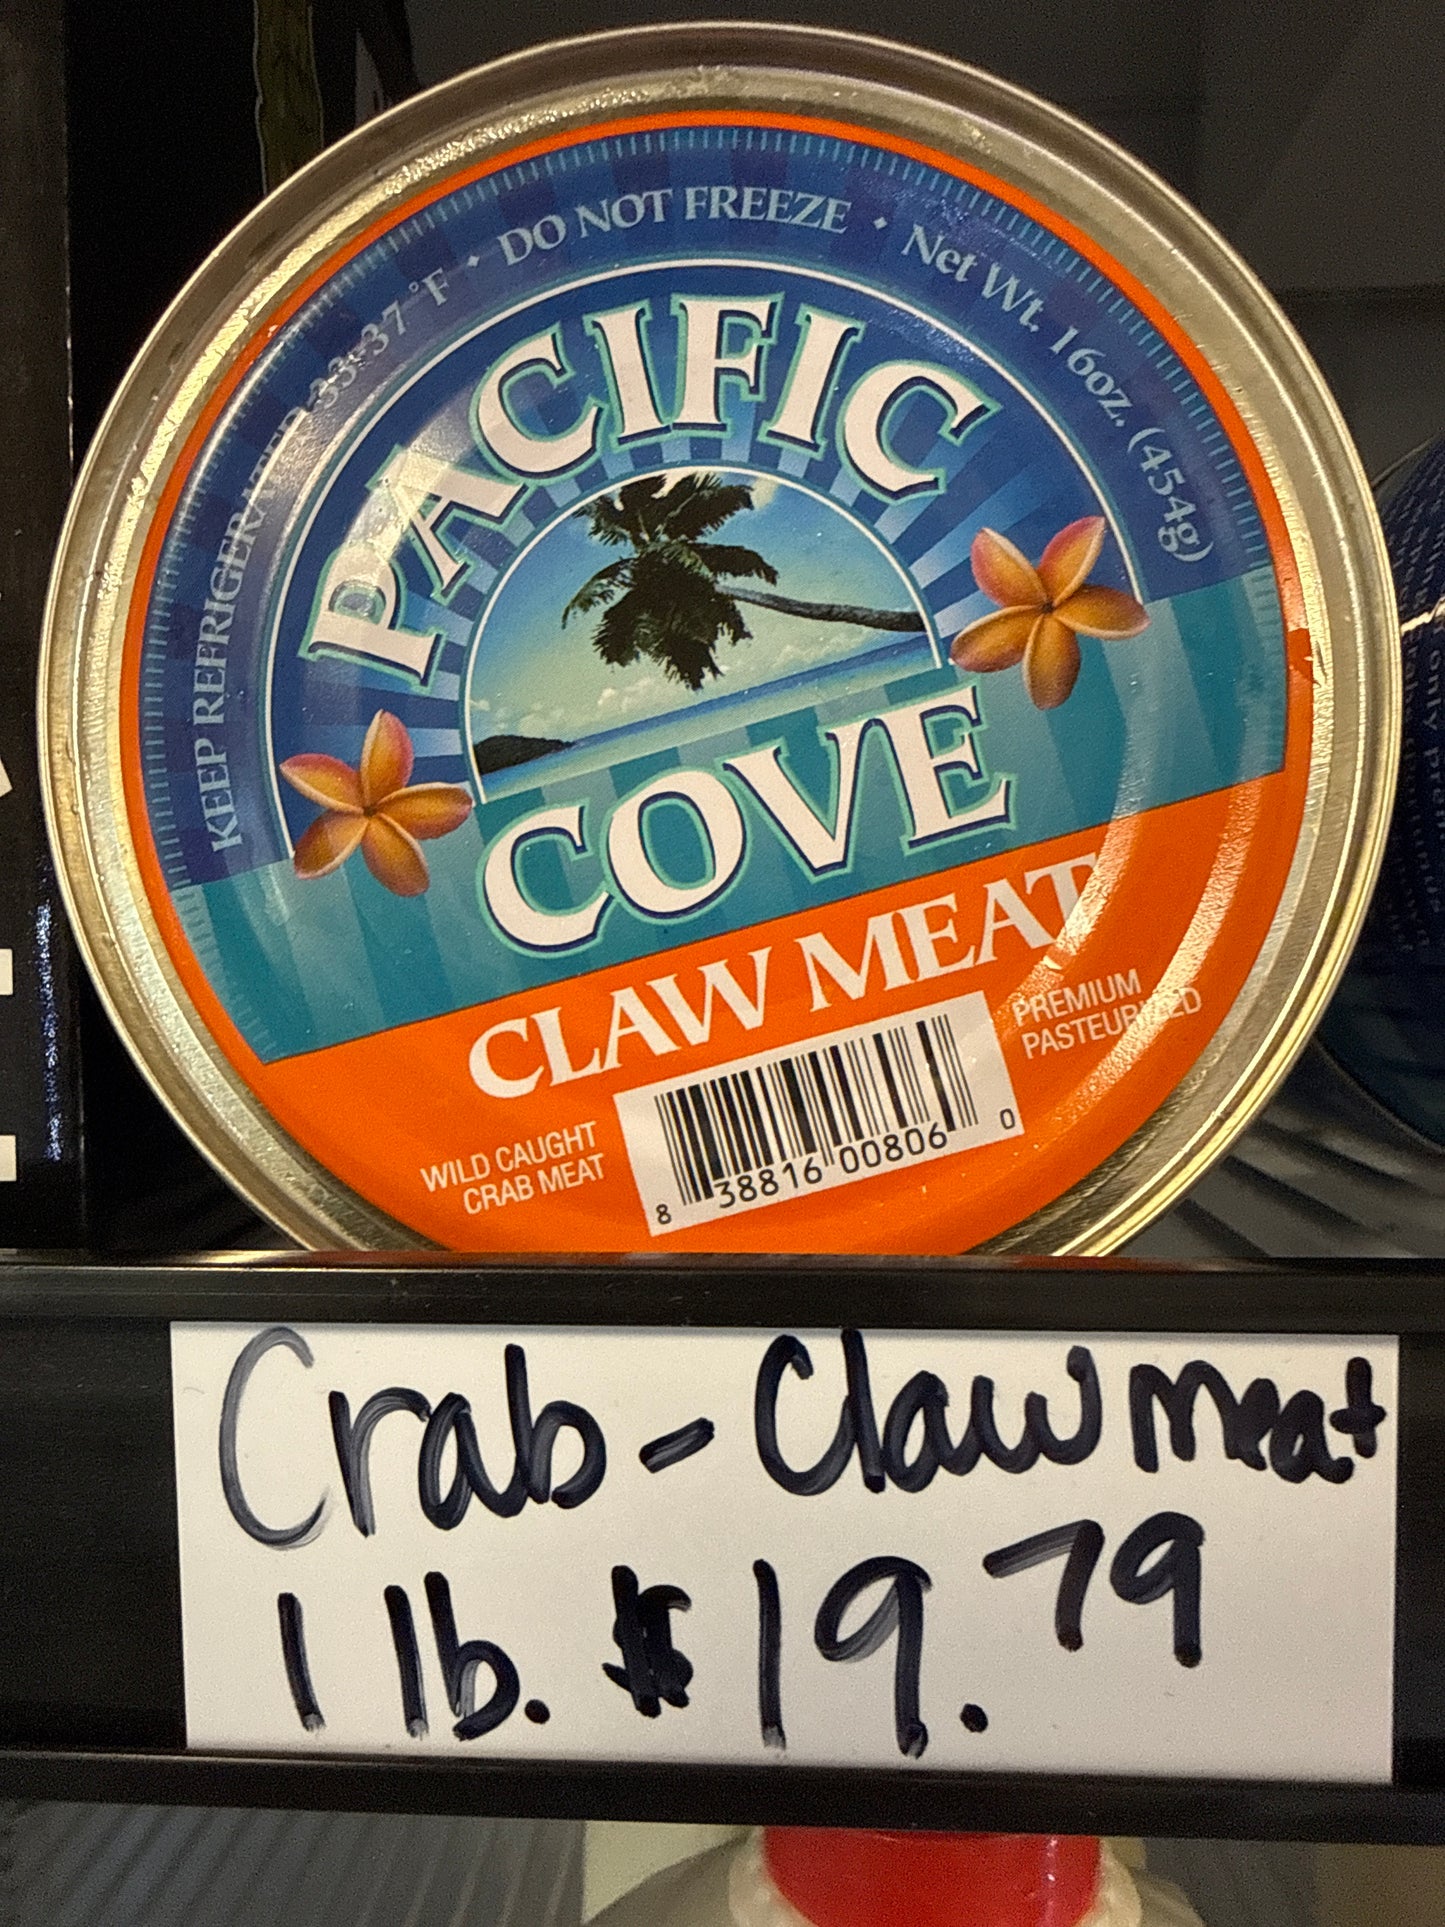 KEEP REFRIGERATED 33-37°F • DO NOT FREEZE • Net Wt. 16oz. (454g)
PACIFIC
COVE
CLAW MEAT
PREMIUM
PASTEURIZED
WILD CAUGHT
CRAB MEAT
8 38816 00806 0
Crab - Claw meat
1 lb. $19.79